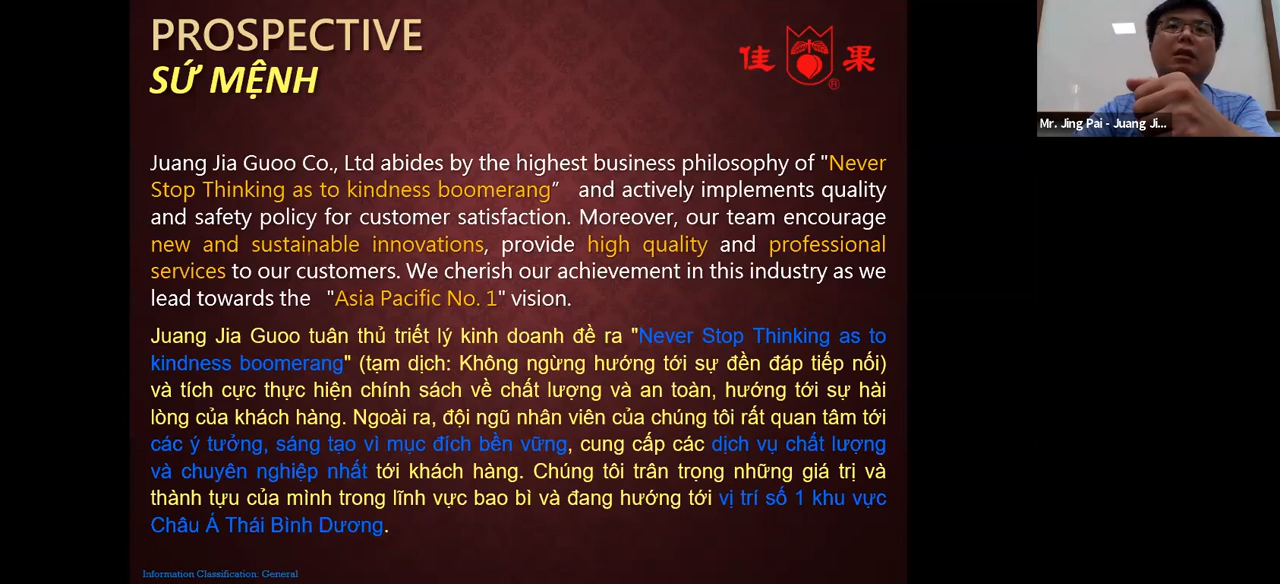 PROSPECTIVE
SỨ MỆNH
佳 果
®
Mr. Jing Pai - Juang Ji...
Juang Jia Guoo Co., Ltd abides by the highest business philosophy of "Never
Stop Thinking as to kindness boomerang" and actively implements quality
and safety policy for customer satisfaction. Moreover, our team encourage
new and sustainable innovations, provide high quality and professional
services to our customers. We cherish our achievement in this industry as we
lead towards the "Asia Pacific No. 1" vision.
Juang Jia Guoo tuân thủ triết lý kinh doanh đề ra "Never Stop Thinking as to
kindness boomerang" (tạm dịch: Không ngừng hướng tới sự đền đáp tiếp nối)
và tích cực thực hiện chính sách về chất lượng và an toàn, hướng tới sự hài
lòng của khách hàng. Ngoài ra, đội ngũ nhân viên của chúng tôi rất quan tâm tới
các ý tưởng, sáng tạo vì mục đích bền vững, cung cấp các dịch vụ chất lượng
và chuyên nghiệp nhất tới khách hàng. Chúng tôi trân trọng những giá trị và
thành tựu của mình trong lĩnh vực bao bì và đang hướng tới vị trí số 1 khu vực
Châu Á Thái Bình Dương.
Information Classification: General